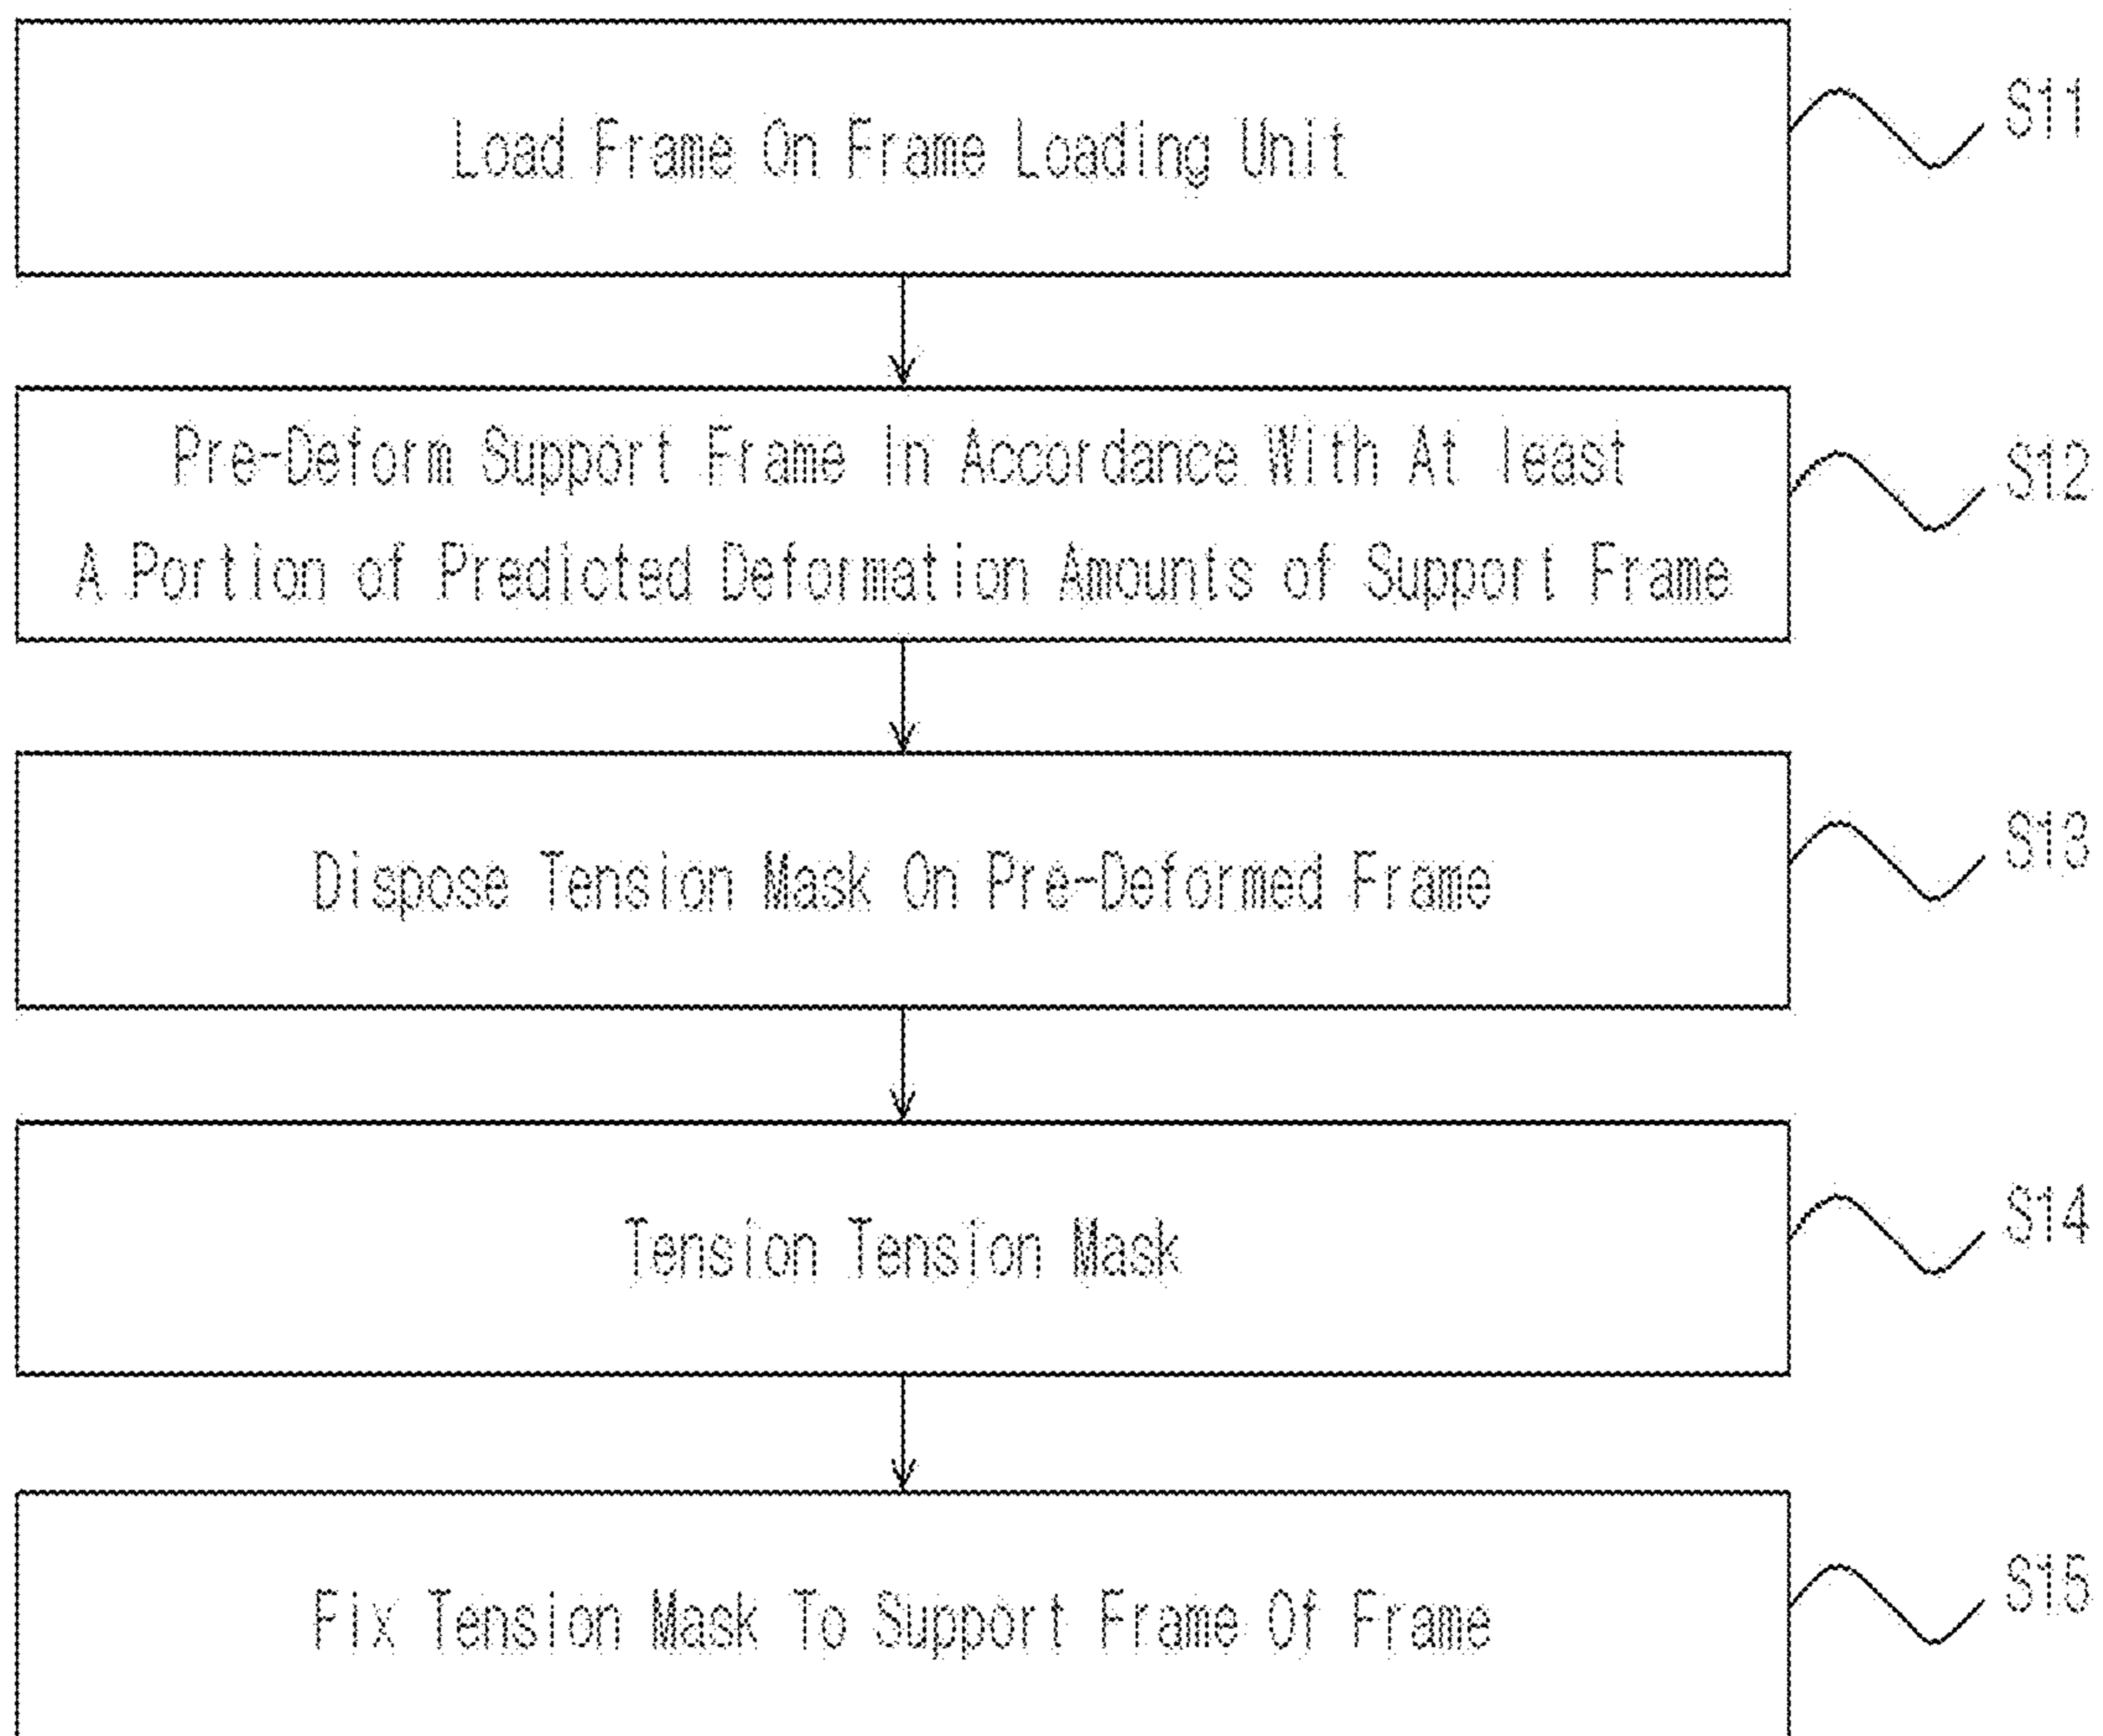 Load Frame On Frame Loading Unit
S11
Pre-Deform Support Frame In Accordance With At least
A Portion of Predicted Deformation Amounts of Support Frame
S12
Dispose Tension Mask On Pre-Deformed Frame
S13
Tension Tension Mask
S14
Fix Tension Mask To Support Frame Of Frame
S15